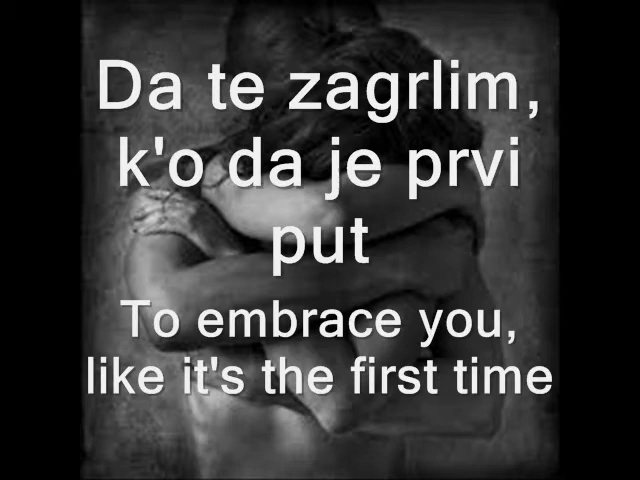 Da te zagrlim,
k'o da je prvi
put
To embrace you,
like it's the first time